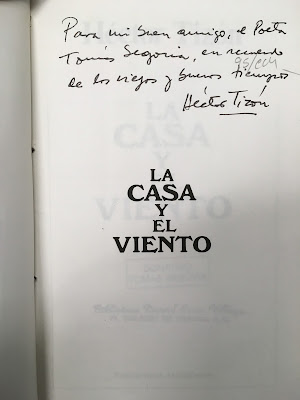 Para mi buen amigo, el Poeta
Tomás Segovia, en recuerdo
de los viejos y buenos tiempos
Héctor Tizón
LA
CASA
Y
EL
VIENTO